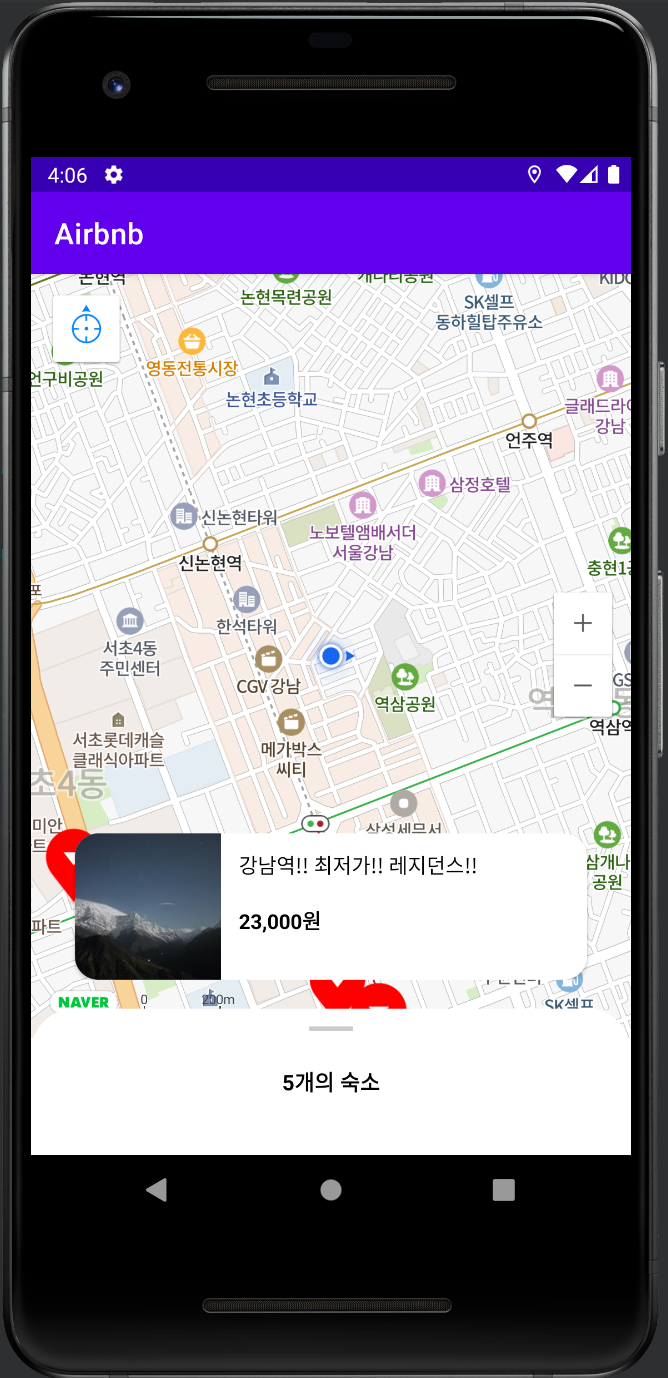 4:06
Airbnb
논현역
논현목련공원
개나리공원
SK셀프
동하힐탑주유소
영동전통시장
언구비공원
논현초등학교
글래드라이
강남
언주역
삼정호텔
신논현타워
노보텔앰배서더
서울강남
신논현역
충현1
포
한석타워
서초4동
주민센터
CGV 강남
역삼공원
GS
역
동
역삼역
서초롯데캐슬
클래식아파트
메가박스
씨티
초4동
미안
트
삼성세무서
삼개나
공원
강남역!! 최저가!! 레지던스!!
23,000원
파트
NAVER
0
200m
SK셀프
5개의 숙소